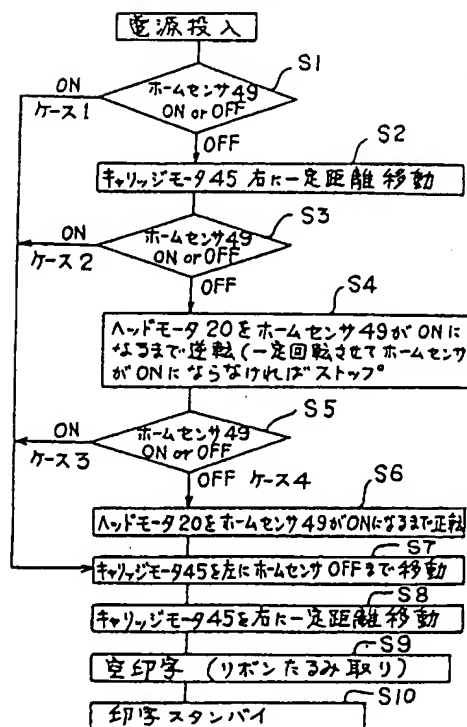 電源投入
S1
ON
ホームセンサ49
ON or OFF
ケース1
OFF
S2
キャリッジモータ45 右に一定距離移動
S3
ON
ホームセンサ49
ON or OFF
ケース2
OFF
S4
ヘッドモータ20をホームセンサ49がONに
なるまで逆転(一定回転させてホームセンサ
がONにならなければストップ
S5
ON
ホームセンサ49
ON or OFF
ケース3
OFF ケース4
S6
ヘッドモータ20をホームセンサ49がONになるまで正転
S7
キャリッジモータ45を左にホームセンサOFFまで移動
S8
キャリッジモータ45を右に一定距離移動
S9
空印字 (リボンたるみ取り)
S10
印字スタンバイ